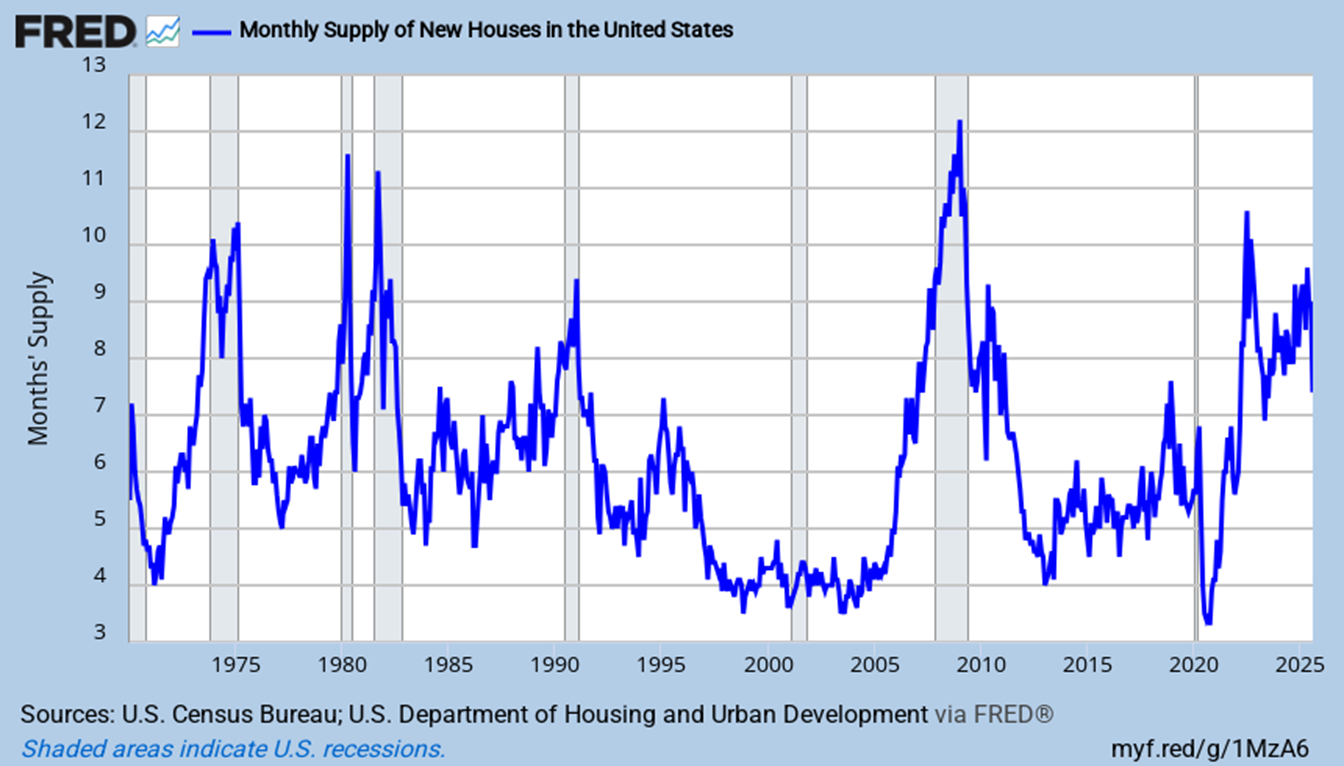 FRED Monthly Supply of New Houses in the United States
13
12
11
10
9
8
7
6
5
4
3
Months' Supply
1975 1980 1985 1990 1995 2000 2005 2010 2015 2020 2025
Sources: U.S. Census Bureau; U.S. Department of Housing and Urban Development via FRED®
Shaded areas indicate U.S. recessions. myf.red/g/1MzA6